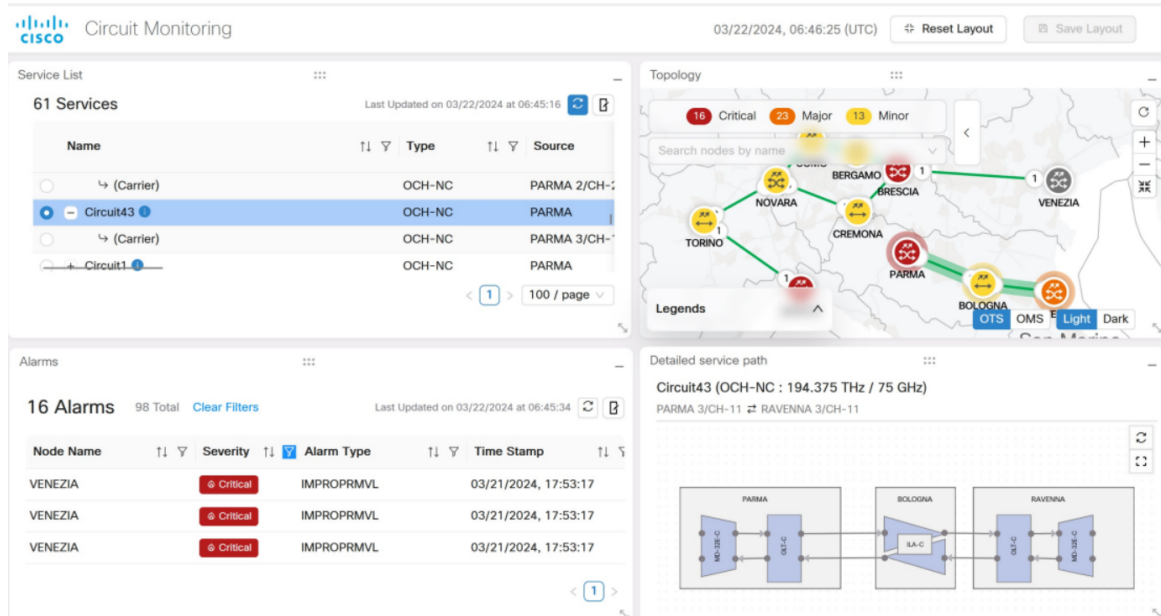 CISCO
Circuit Monitoring
03/22/2024, 06:46:25 (UTC)
Reset Layout
Save Layout
Service List
61 Services
Last Updated on 03/22/2024 at 06:45:16
Name Type Source
↳ (Carrier) OCH-NC PARMA 2/CH-
Circuit43 OCH-NC PARMA
↳ (Carrier) OCH-NC PARMA 3/CH-
+ Circuit1 OCH-NC PARMA
< 1 > 100 / page
Topology
16 Critical 23 Major 13 Minor
Search nodes by name
BERGAMO
1
BRESCIA
1
VENEZIA
NOVARA
CREMONA
TORINO
1
PARMA
1
BOLOGNA
Legends
OTS OMS Light Dark
Alarms
16 Alarms 98 Total Clear Filters
Last Updated on 03/22/2024 at 06:45:34
Node Name Severity Alarm Type Time Stamp
VENEZIA Critical IMPROPRMVL 03/21/2024, 17:53:17
VENEZIA Critical IMPROPRMVL 03/21/2024, 17:53:17
VENEZIA Critical IMPROPRMVL 03/21/2024, 17:53:17
< 1 >
Detailed service path
Circuit43 (OCH-NC : 194.375 THz / 75 GHz)
PARMA 3/CH-11 ⇄ RAVENNA 3/CH-11
PARMA BOLOGNA RAVENNA
MD-32E-C OLT-C ILA-C OLT-C MD-32E-C